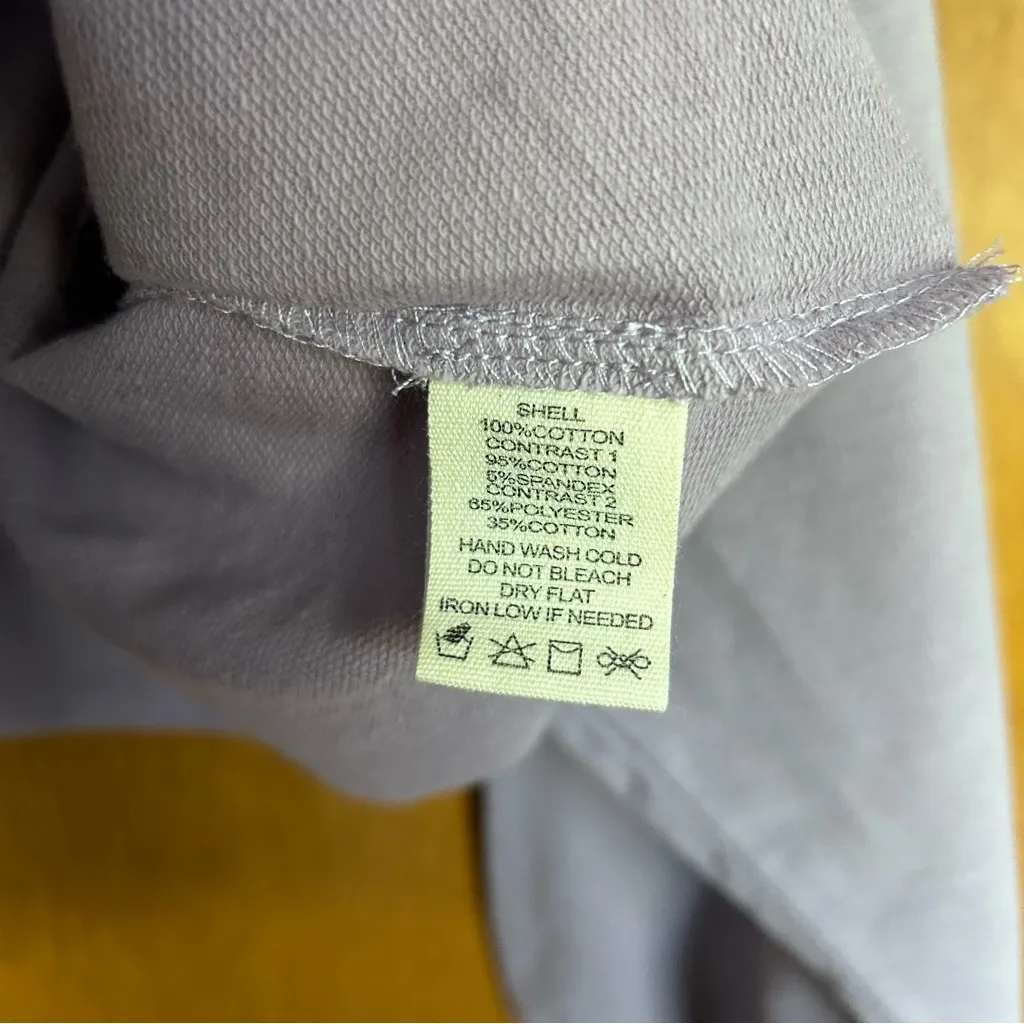 SHELL
100%COTTON
CONTRAST 1
95%COTTON
5%SPANDEX
CONTRAST 2
65%POLYESTER
35%COTTON
HAND WASH COLD
DO NOT BLEACH
DRY FLAT
IRON LOW IF NEEDED